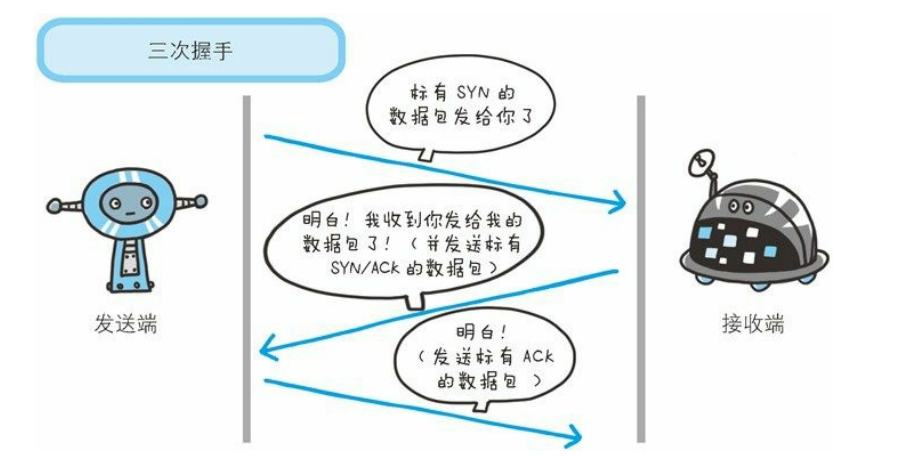 三次握手
标有 SYN 的
数据包发给你了
明白！我收到你发给我的
数据包了！（并发送标有
SYN/ACK 的数据包）
发送端
接收端
明白！
（发送标有 ACK
的数据包）